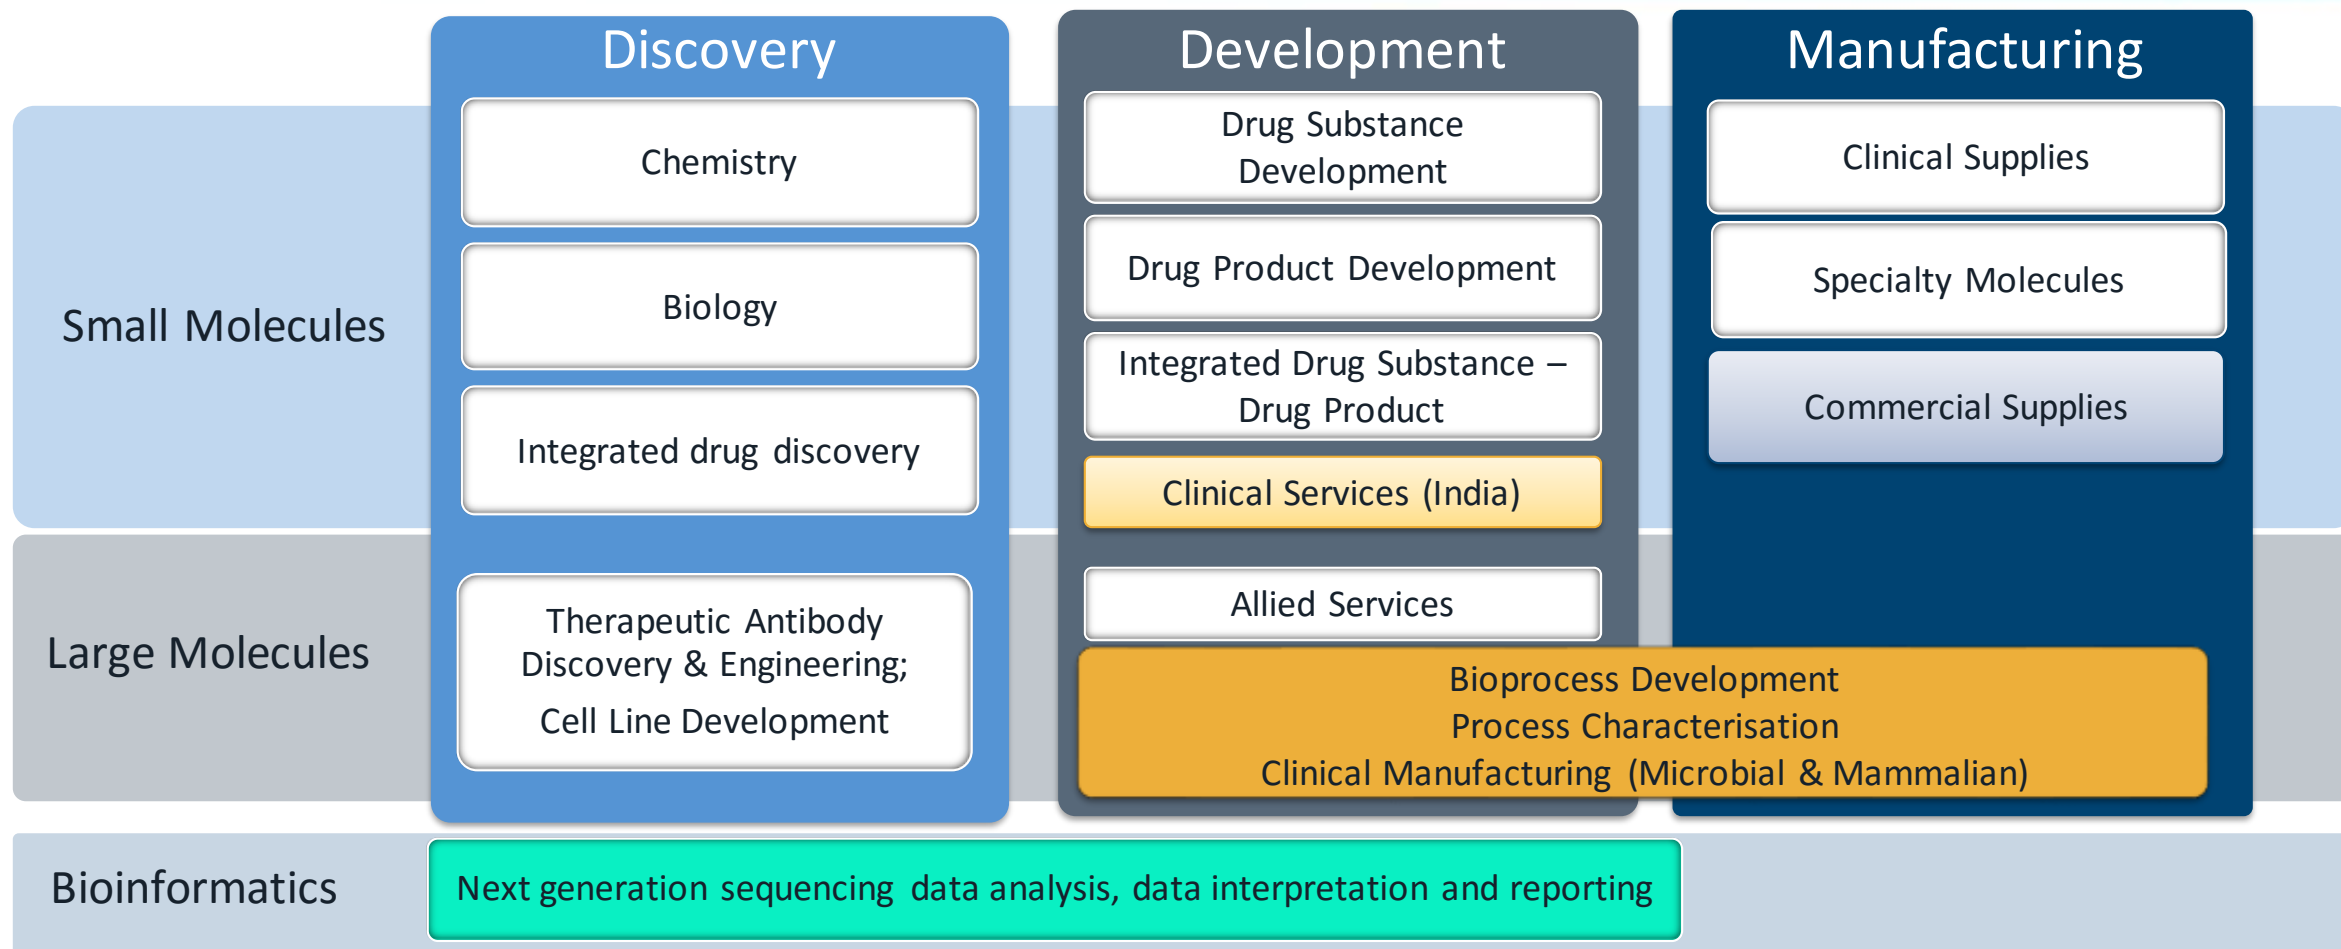 Discovery
Development
Manufacturing
Small Molecules
Chemistry
Biology
Integrated drug discovery
Drug Substance
Development
Drug Product Development
Integrated Drug Substance –
Drug Product
Clinical Services (India)
Clinical Supplies
Specialty Molecules
Commercial Supplies
Large Molecules
Therapeutic Antibody
Discovery & Engineering;
Cell Line Development
Allied Services
Bioprocess Development
Process Characterisation
Clinical Manufacturing (Microbial & Mammalian)
Bioinformatics
Next generation sequencing data analysis, data interpretation and reporting